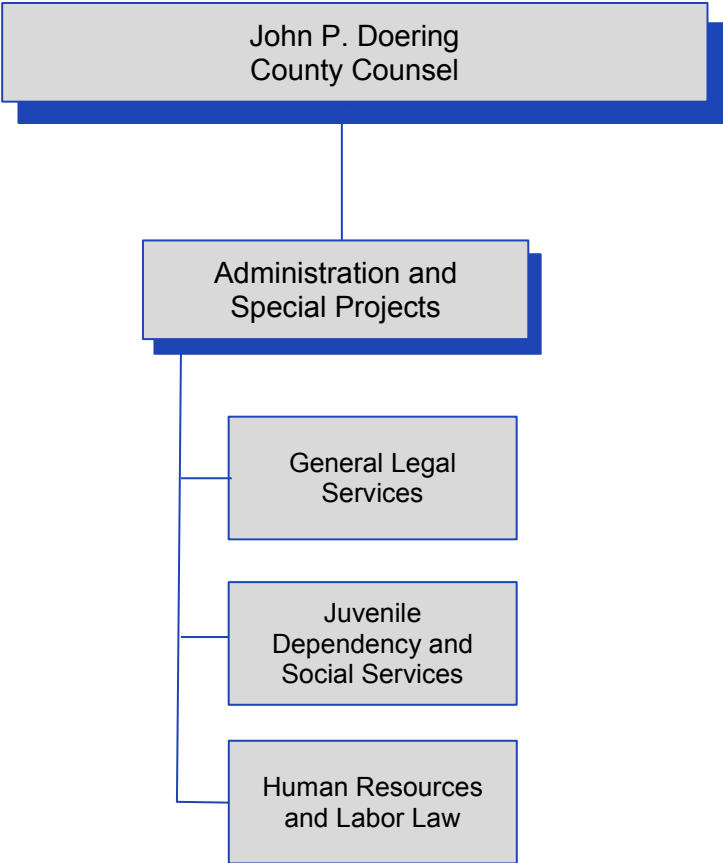 John P. Doering
County Counsel
Administration and
Special Projects
General Legal
Services
Juvenile
Dependency and
Social Services
Human Resources
and Labor Law